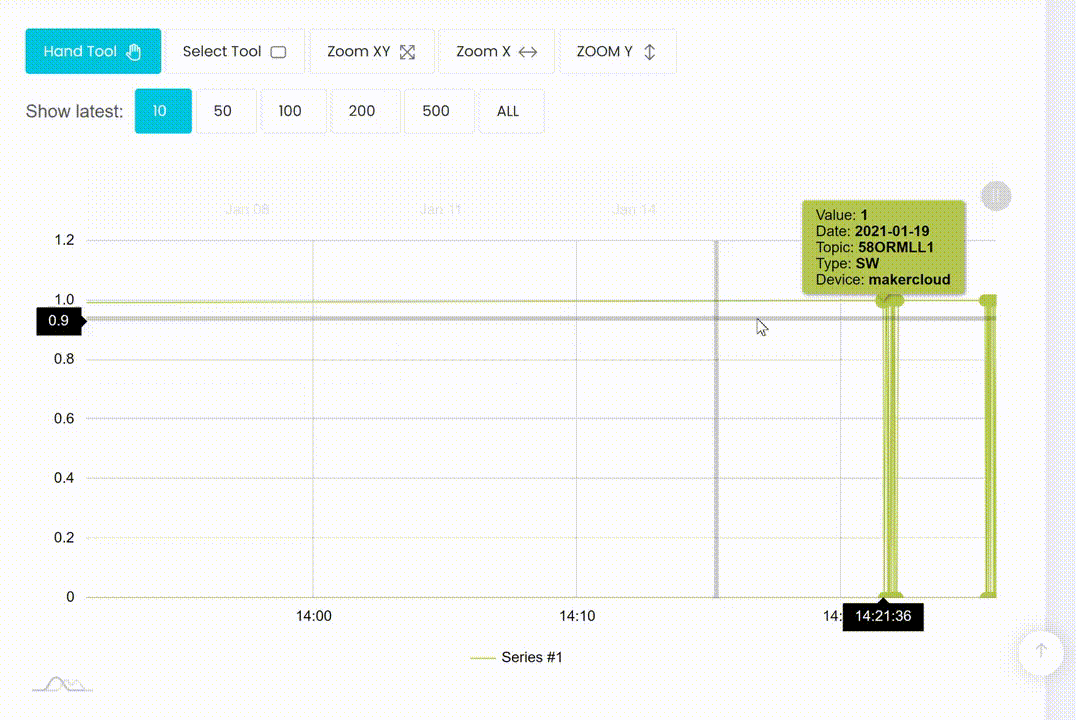 Hand Tool
Select Tool
Zoom XY
Zoom X
ZOOM Y
Show latest:
10
50
100
200
500
ALL
Jan 08
Jan 11
Jan 14
Value: 1
Date: 2021-01-19
Topic: 58ORMLL1
Type: SW
Device: makercloud
1.2
1.0
0.9
0.8
0.6
0.4
0.2
0
14:00
14:10
14:
14:21:36
Series #1